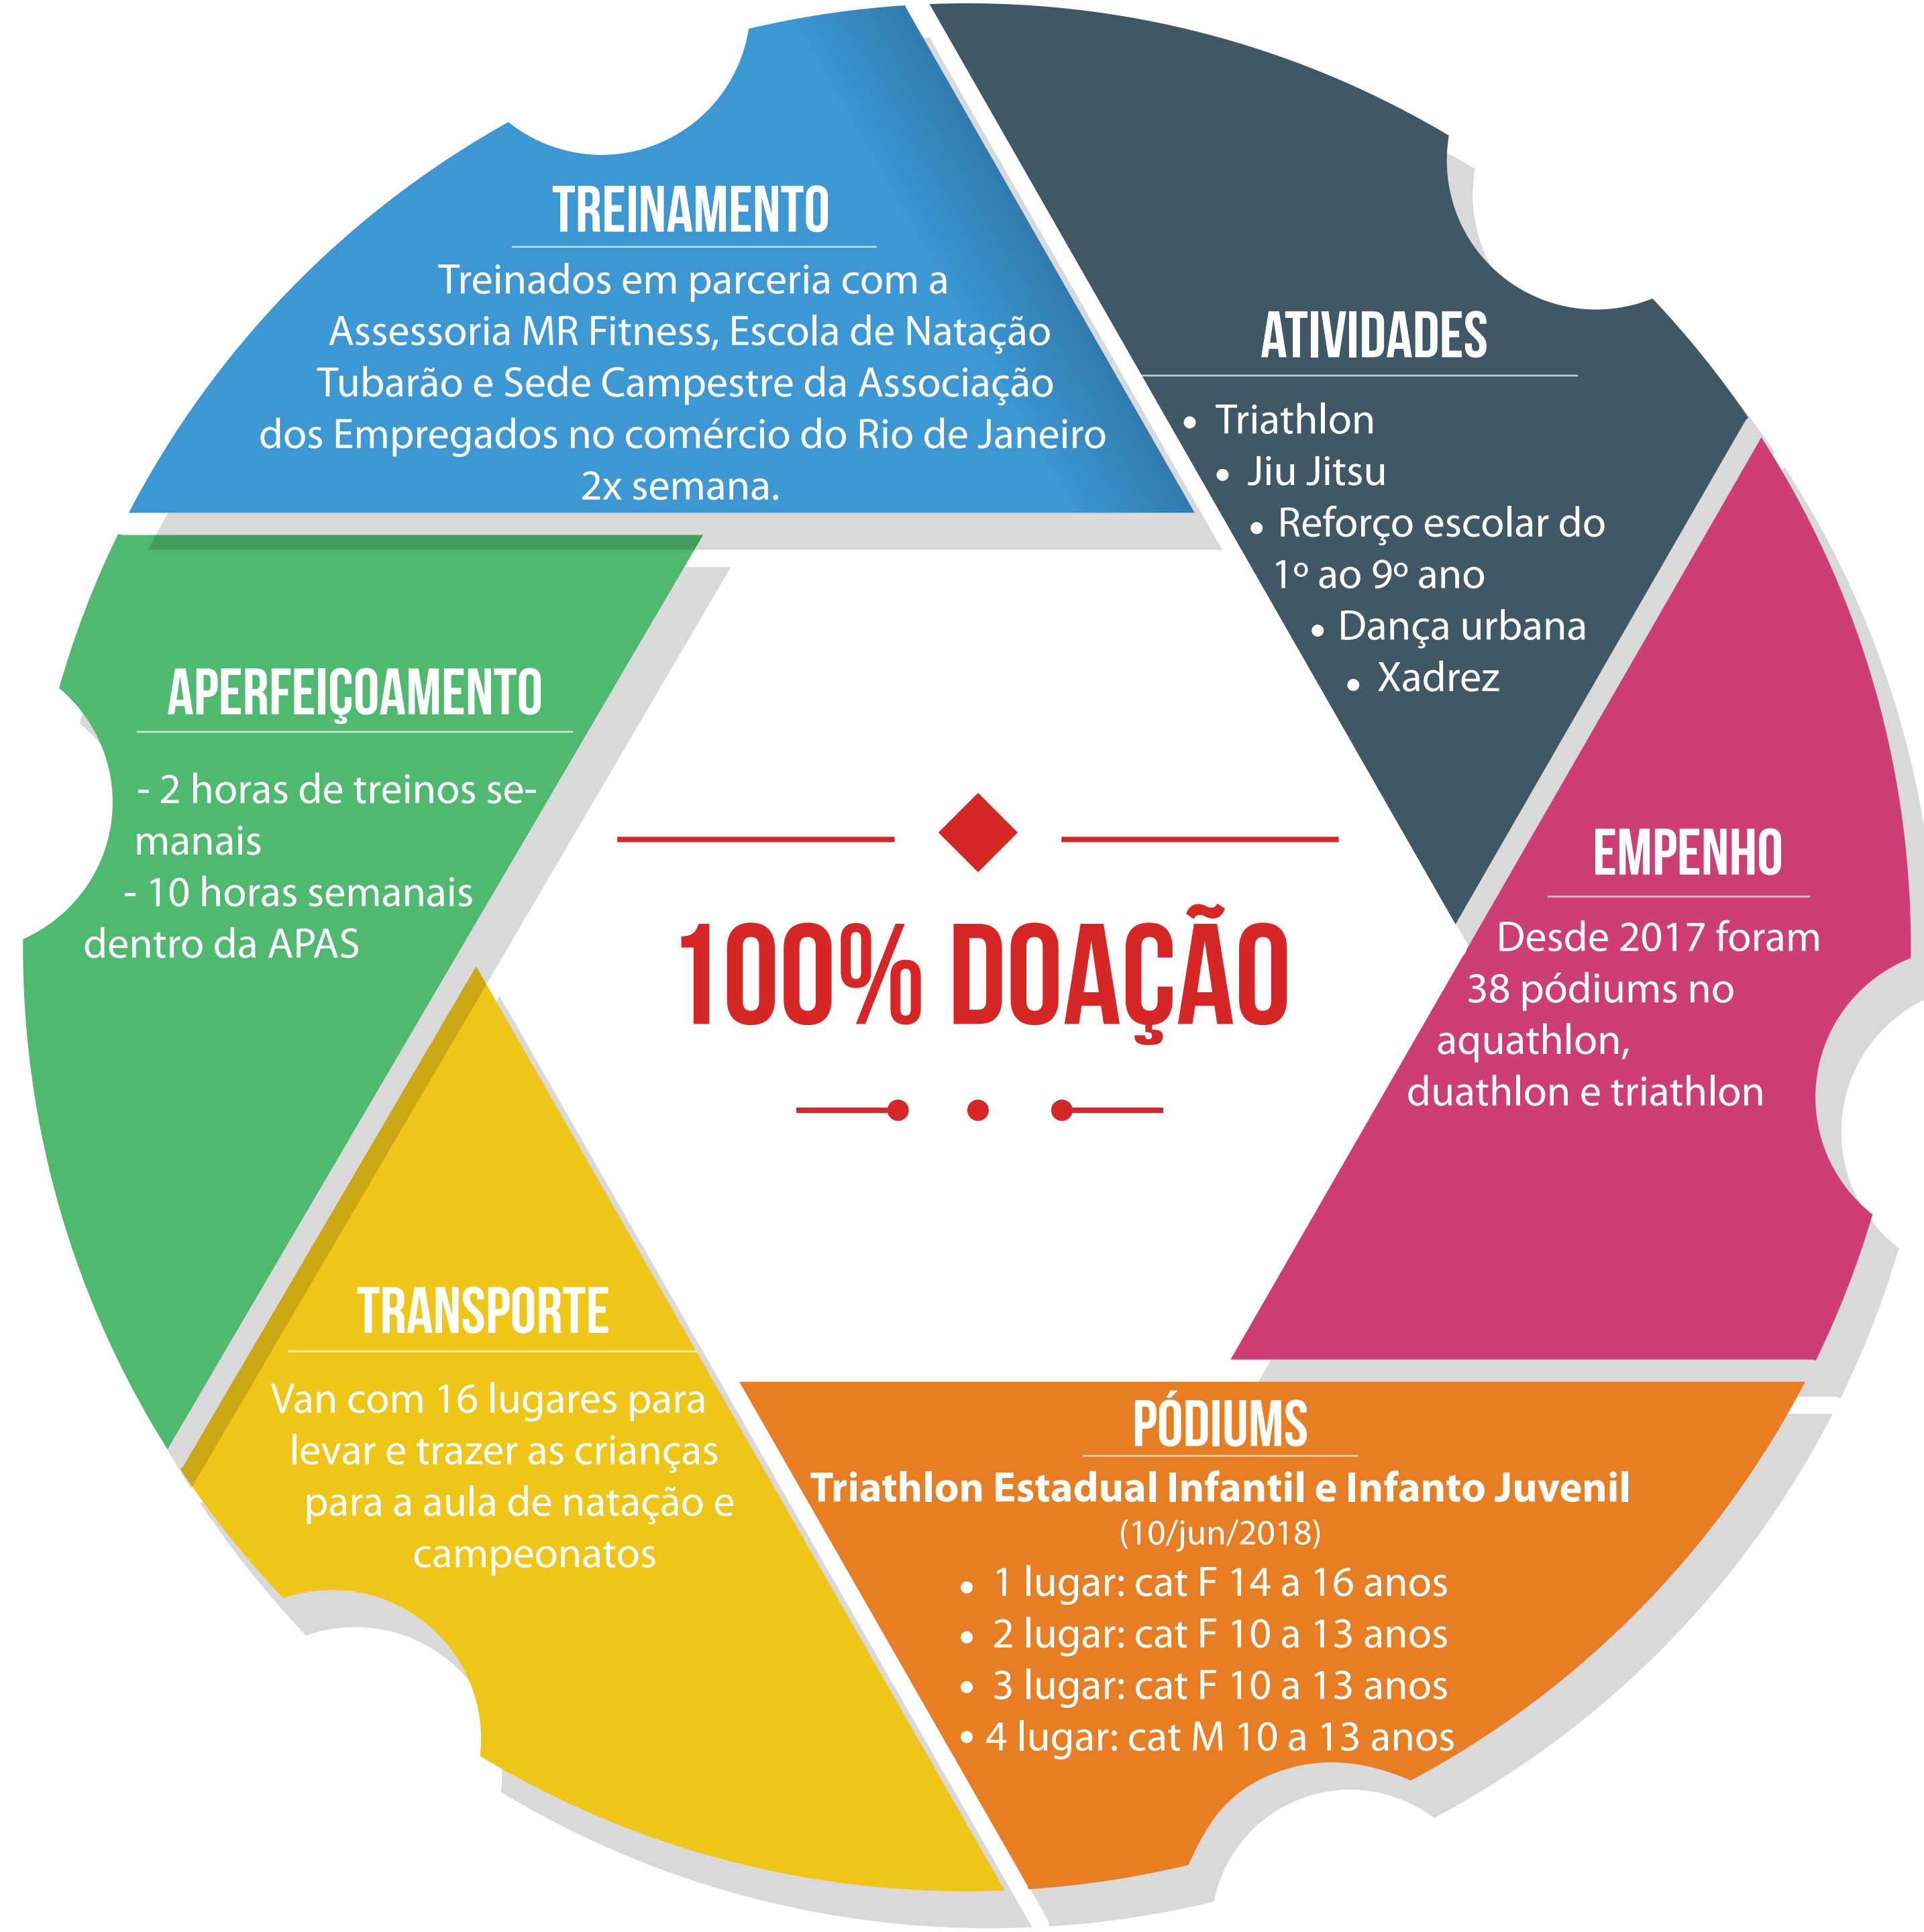 TREINAMENTO
Treinados em parceria com a
Assessoria MR Fitness, Escola de Natação
Tubarão e Sede Campestre da Associação
dos Empregados no comércio do Rio de Janeiro
2x semana.
ATIVIDADES
• Triathlon
• Jiu Jitsu
• Reforço escolar do
1º ao 9º ano
• Dança urbana
• Xadrez
APERFEIÇOAMENTO
- 2 horas de treinos se-
manais
- 10 horas semanais
dentro da APAS
100% DOAÇÃO
EMPENHO
Desde 2017 foram
38 pódiums no
aquathlon,
duathlon e triathlon
TRANSPORTE
Van com 16 lugares para
levar e trazer as crianças
para a aula de natação e
campeonatos
PÓDIUMS
Triathlon Estadual Infantil e Infanto Juvenil
(10/jun/2018)
• 1 lugar: cat F 14 a 16 anos
• 2 lugar: cat F 10 a 13 anos
• 3 lugar: cat F 10 a 13 anos
• 4 lugar: cat M 10 a 13 anos